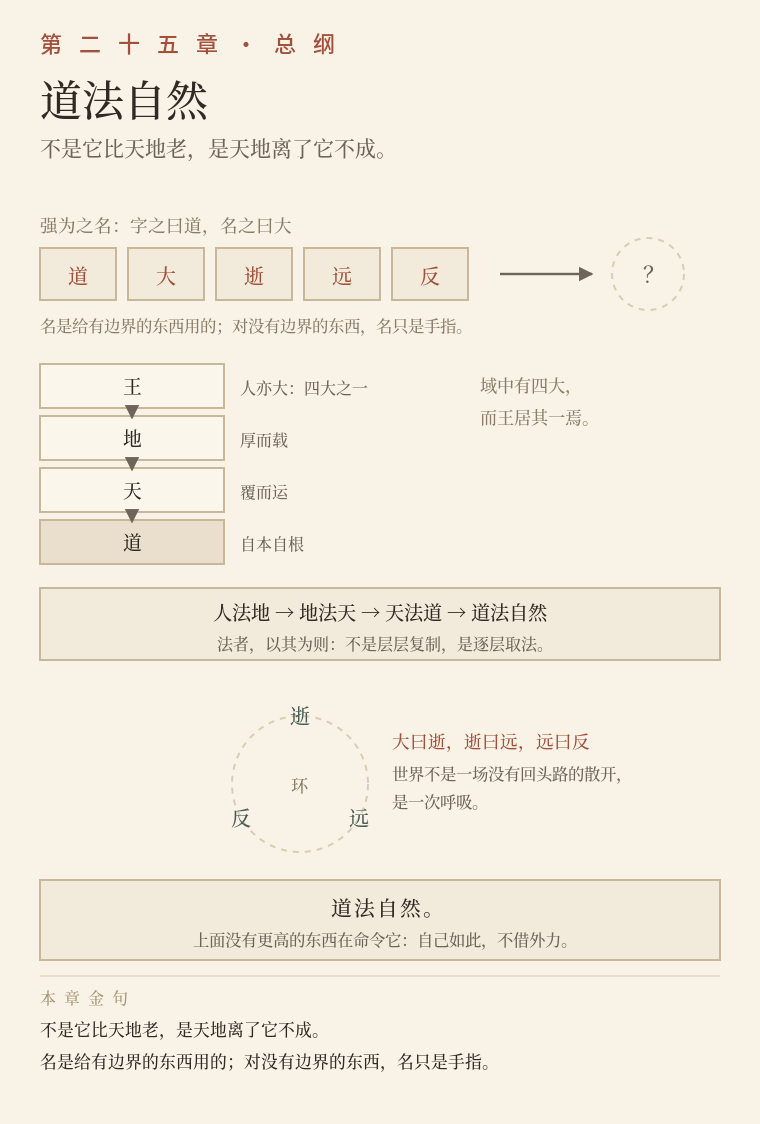 第二十五章·总纲
道法自然
不是它比天地老，是天地离了它不成。
强为之名：字之曰道，名之曰大
道 大 逝 远 反 ?
名是给有边界的东西用的；对没有边界的东西，名只是手指。
王
人亦大：四大之一
域中有四大，
而王居其一焉。
地
厚而载
天
覆而运
道
自本自根
人法地 → 地法天 → 天法道 → 道法自然
法者，以其为则：不是层层复制，是逐层取法。
逝
环
反
远
大曰逝，逝曰远，远曰反
世界不是一场没有回头路的散开，
是一次呼吸。
道法自然。
上面没有更高的东西在命令它：自己如此，不借外力。
本章金句
不是它比天地老，是天地离了它不成。
名是给有边界的东西用的；对没有边界的东西，名只是手指。